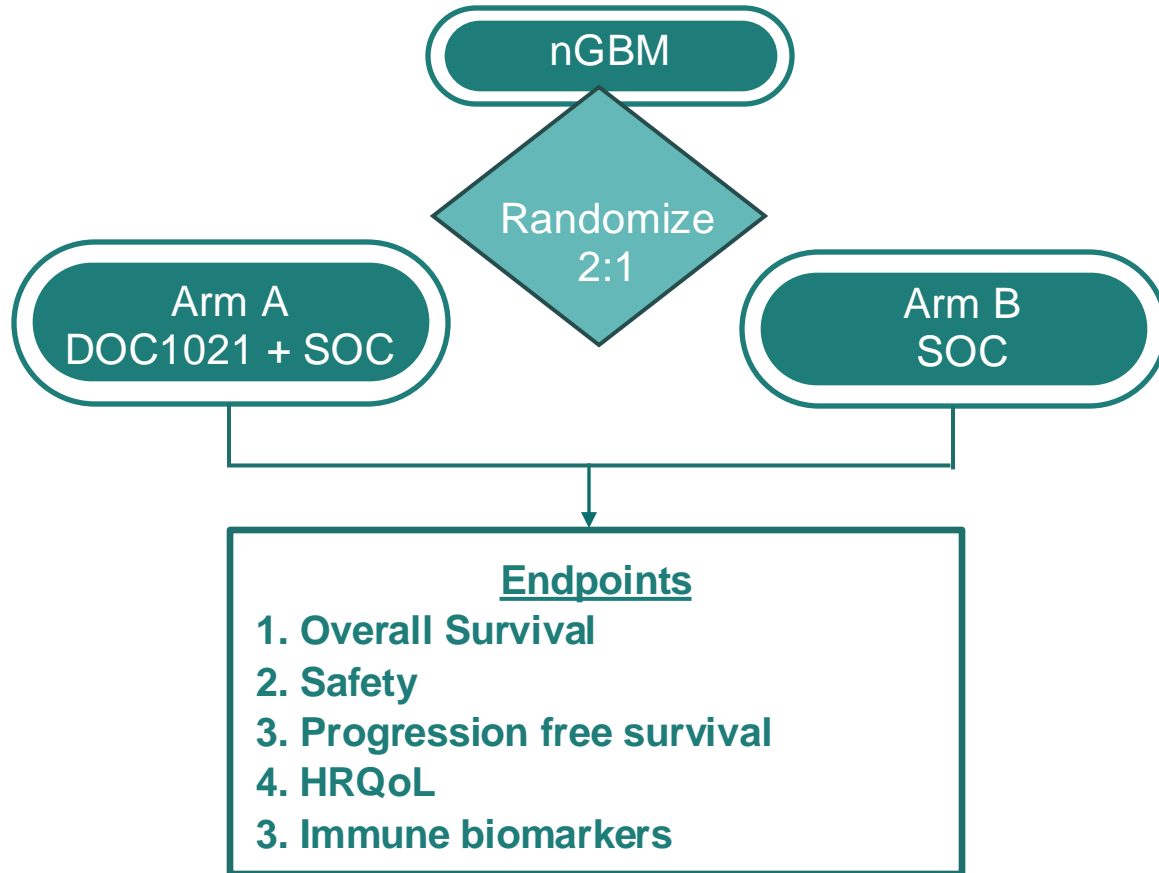 nGBM
Randomize
2:1
Arm A
DOC1021 + SOC
Arm B
SOC
Endpoints
1. Overall Survival
2. Safety
3. Progression free survival
4. HRQoL
3. Immune biomarkers